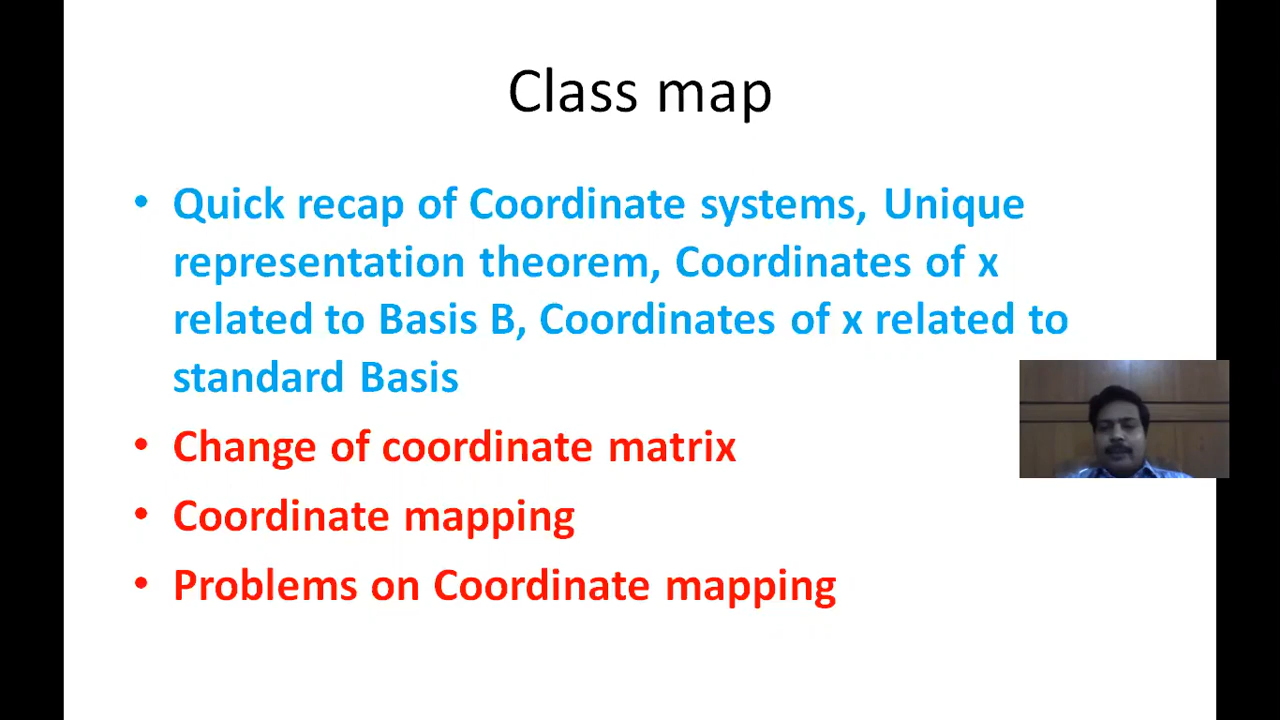 Class map
• Quick recap of Coordinate systems, Unique
representation theorem, Coordinates of x
related to Basis B, Coordinates of x related to
standard Basis
• Change of coordinate matrix
• Coordinate mapping
• Problems on Coordinate mapping